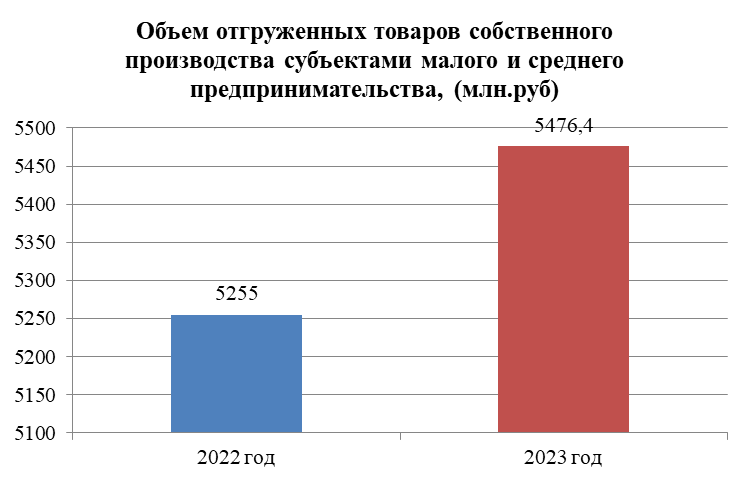 Объем отгруженных товаров собственного
производства субъектами малого и среднего
предпринимательства, (млн.руб)
5500
5450
5400
5350
5300
5250
5200
5150
5100
5255
5476,4
2022 год
2023 год